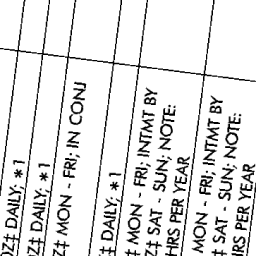 Z‡ DAILY; *1
Z‡ DAILY; *1
Z‡ MON - FRI; IN CONJ
‡ DAILY; *1
‡ MON - FRI; INTMT BY
Z‡ SAT - SUN; NOTE:
HRS PER YEAR
MON - FRI; INTMT BY
‡ SAT - SUN; NOTE:
RS PER YEAR